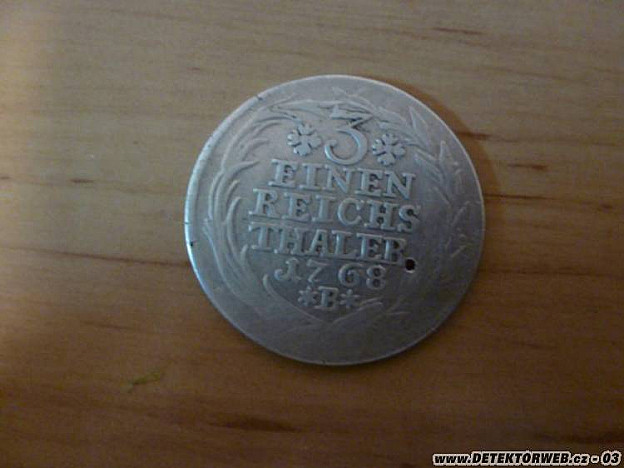 3
EINEN
REICHS
THALER
1768
*B*
www.DETEKTORWEB.cz - 03